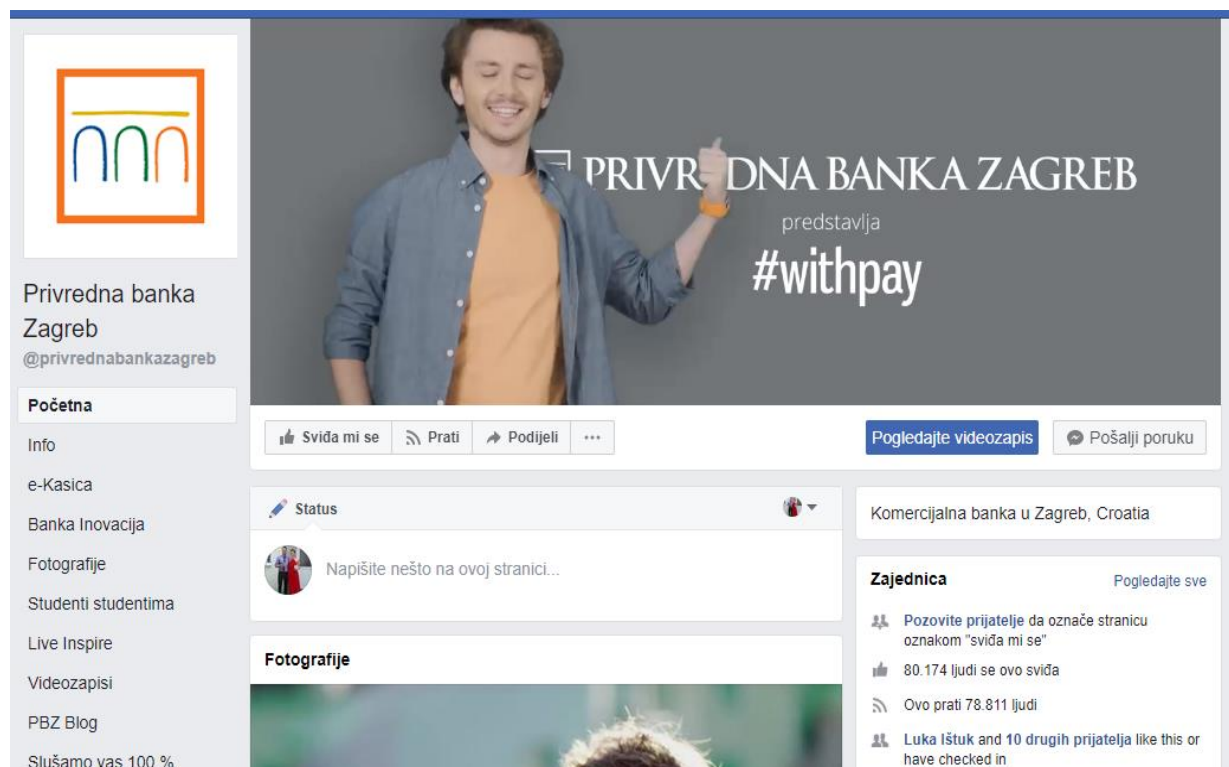 Privredna banka
Zagreb
@privrednabankazagreb
Početna
Info
e-Kasica
Banka Inovacija
Fotografije
Studenti studentima
Live Inspire
Videozapisi
PBZ Blog
Slušamo vas 100 %
PRIVREDNA BANKA ZAGREB
predstavlja
#withpay
Sviđa mi se Prati Podijeli ...
Pogledajte videozapis Pošalji poruku
Status
Napišite nešto na ovoj stranici...
Fotografije
Komercijalna banka u Zagreb, Croatia
Zajednica Pogledajte sve
Pozovite prijatelje da označe stranicu
oznakom "sviđa mi se"
80.174 ljudi se ovo sviđa
Ovo prati 78.811 ljudi
Luka Ištuk and 10 drugih prijatelja like this or
have checked in